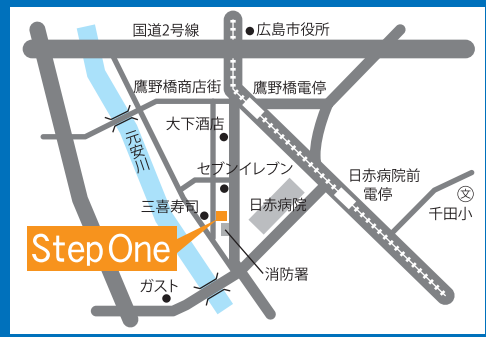 国道2号線
広島市役所
鷹野橋商店街
鷹野橋電停
大下酒店
元安川
セブンイレブン
日赤病院前
電停
三喜寿司
日赤病院
文
千田小
Step One
消防署
ガスト